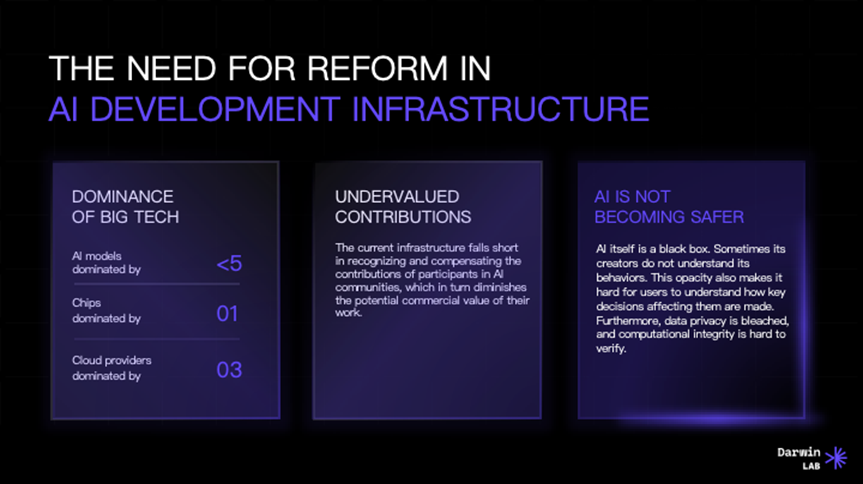 THE NEED FOR REFORM IN
AI DEVELOPMENT INFRASTRUCTURE
DOMINANCE
OF BIG TECH
AI models
dominated by
<5
Chips
dominated by
01
Cloud providers
dominated by
03
UNDERVALUED
CONTRIBUTIONS
The current infrastructure falls short
in recognizing and compensating the
contributions of participants in AI
communities, which in turn diminishes
the potential commercial value of their
work.
AI IS NOT
BECOMING SAFER
AI itself is a black box. Sometimes its
creators do not understand its
behaviors. This opacity also makes it
hard for users to understand how key
decisions affecting them are made.
Furthermore, data privacy is bleached,
and computational integrity is hard to
verify.
Darwin
LAB